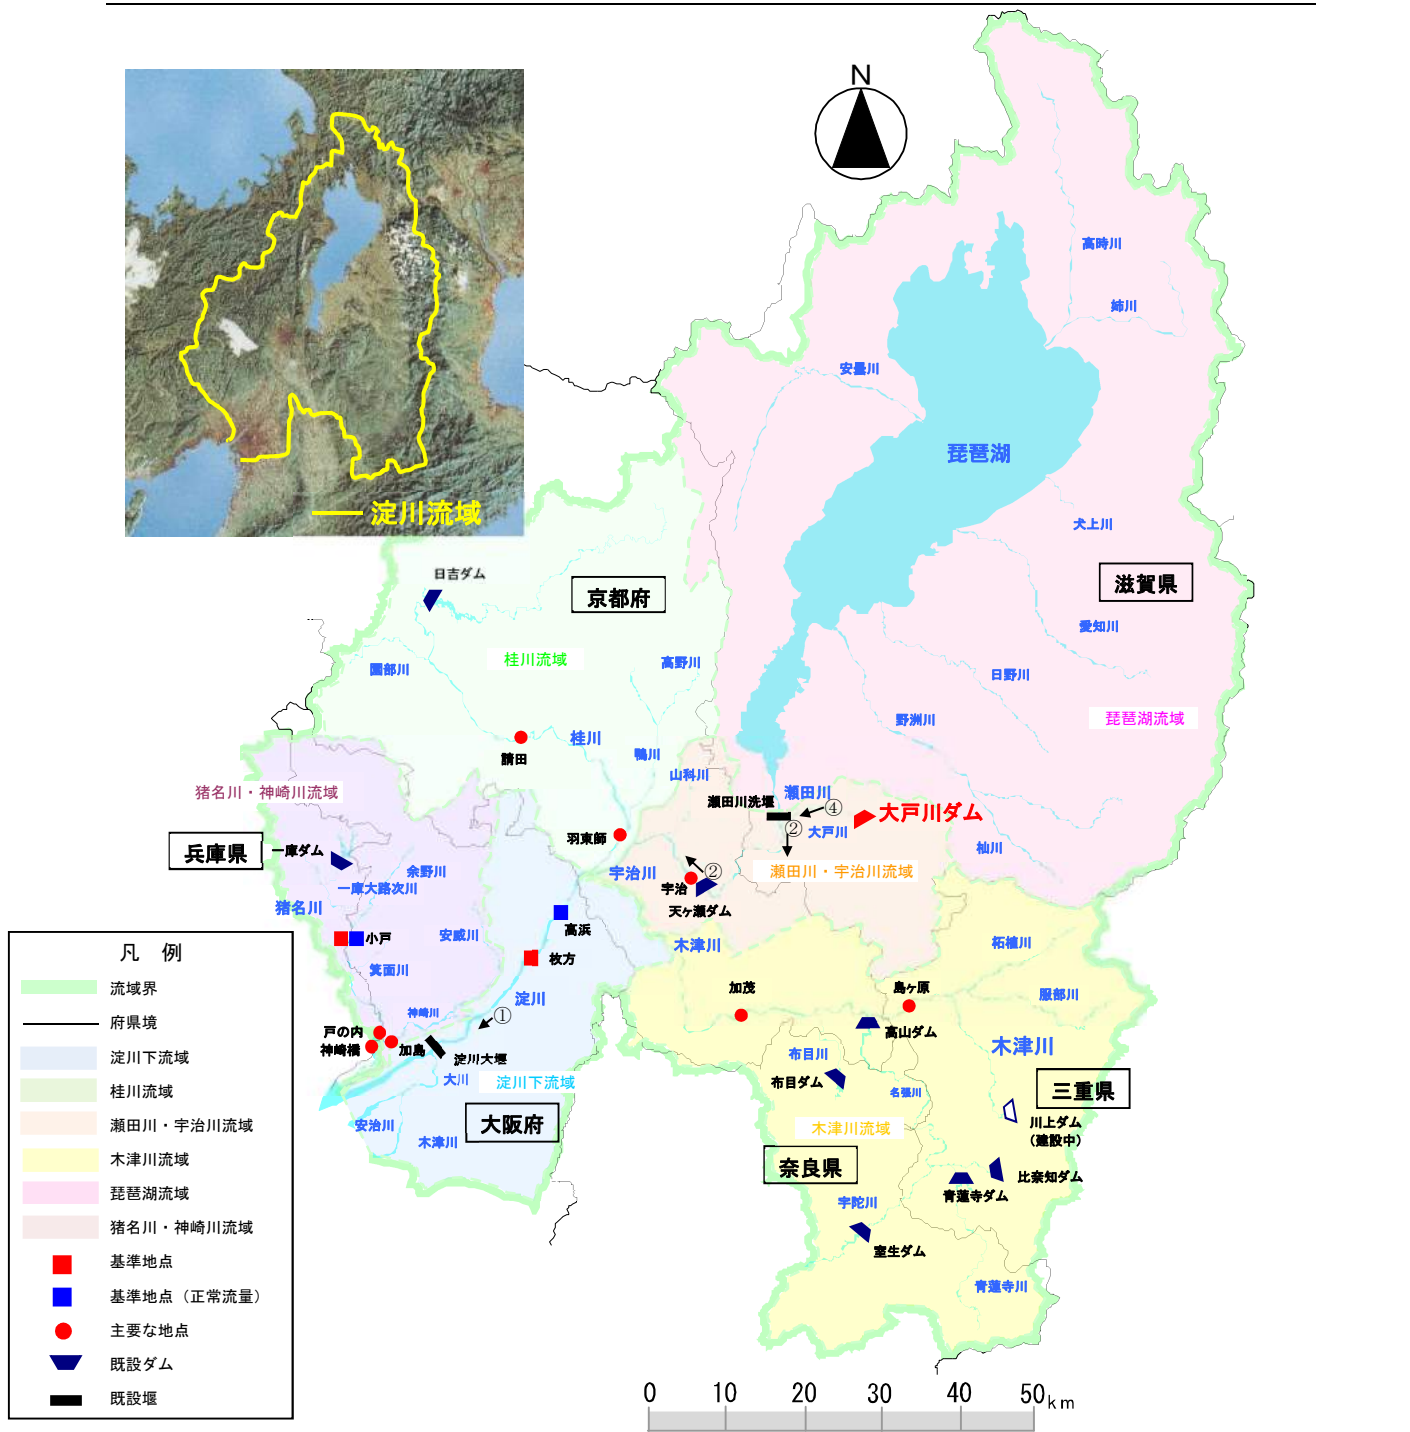 N
高時川
姉川
安曇川
琵琶湖
淀川流域
犬上川
日吉ダム
京都府
滋賀県
愛知川
桂川流域
高野川
園部川
日野川
琵琶湖流域
野洲川
桂川
請田
鴨川
山科川
猪名川・神崎川流域
瀬田川洗堰
瀬田川
④
大戸川ダム
②
大戸川
羽東師
兵庫県
一庫ダム
杣川
余野川
宇治川
②
瀬田川・宇治川流域
一庫大路次川
宇治
天ヶ瀬ダム
猪名川
高浜
小戸
安威川
木津川
柘植川
枚方
箕面川
加茂
島ヶ原
服部川
淀川
神崎川
①
戸の内
神崎橋
加島
淀川大堰
高山ダム
木津川
布目川
布目ダム
大川
淀川下流域
名張川
三重県
大阪府
安治川
木津川
木津川流域
川上ダム
(建設中)
奈良県
比奈知ダム
青蓮寺ダム
宇陀川
室生ダム
青蓮寺川
凡 例
流域界
府県境
淀川下流域
桂川流域
瀬田川・宇治川流域
木津川流域
琵琶湖流域
猪名川・神崎川流域
基準地点
基準地点（正常流量）
主要な地点
既設ダム
既設堰
0 10 20 30 40 50km